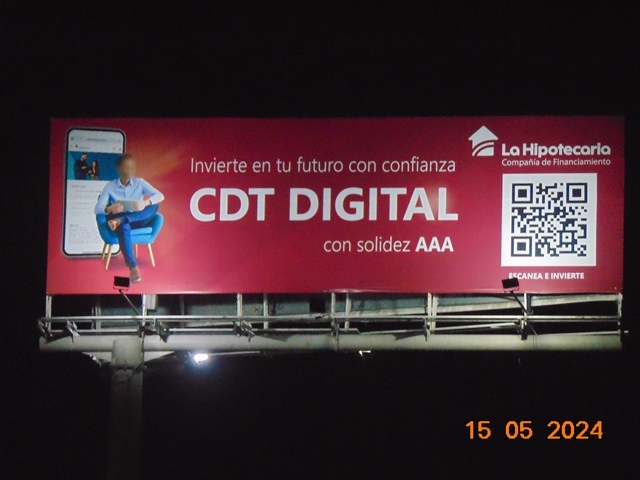 La Hipotecaria
Compañía de Financiamiento
Invierte en tu futuro con confianza
CDT DIGITAL
con solidez AAA
ESCANEA E INVIERTE
15 05 2024